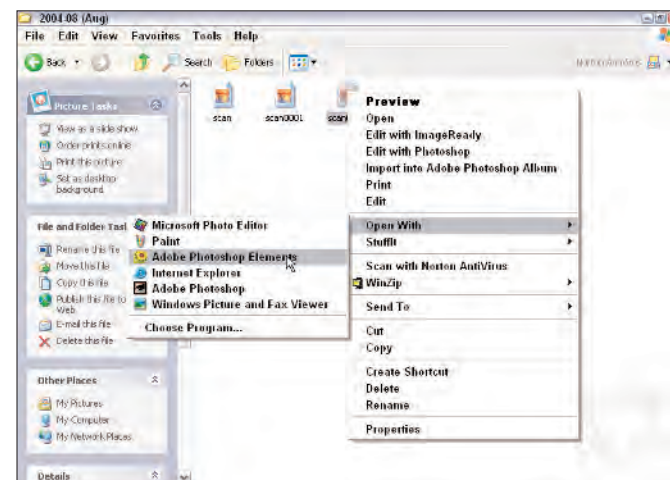 2004.08 (Aug)
File Edit View Favorites Tools Help
Back Search Folders
Picture Tasks
View as a slide show
Order prints online
Print this picture
Set as desktop
background
File and Folder Tasl
Rename this file
Move this file
Copy this file
Publish this file to
Web
E-mail this file
Delete this file
Other Places
My Pictures
My Computer
My Network Places
Details
scan
scan0001
scan
Preview
Open
Edit with ImageReady
Edit with Photoshop
Import into Adobe Photoshop Album
Print
Edit
Open With
StuffIt
Scan with Norton AntiVirus
WinZip
Send To
Cut
Copy
Create Shortcut
Delete
Rename
Properties
Microsoft Photo Editor
Paint
Adobe Photoshop Elements
Internet Explorer
Adobe Photoshop
Windows Picture and Fax Viewer
Choose Program...